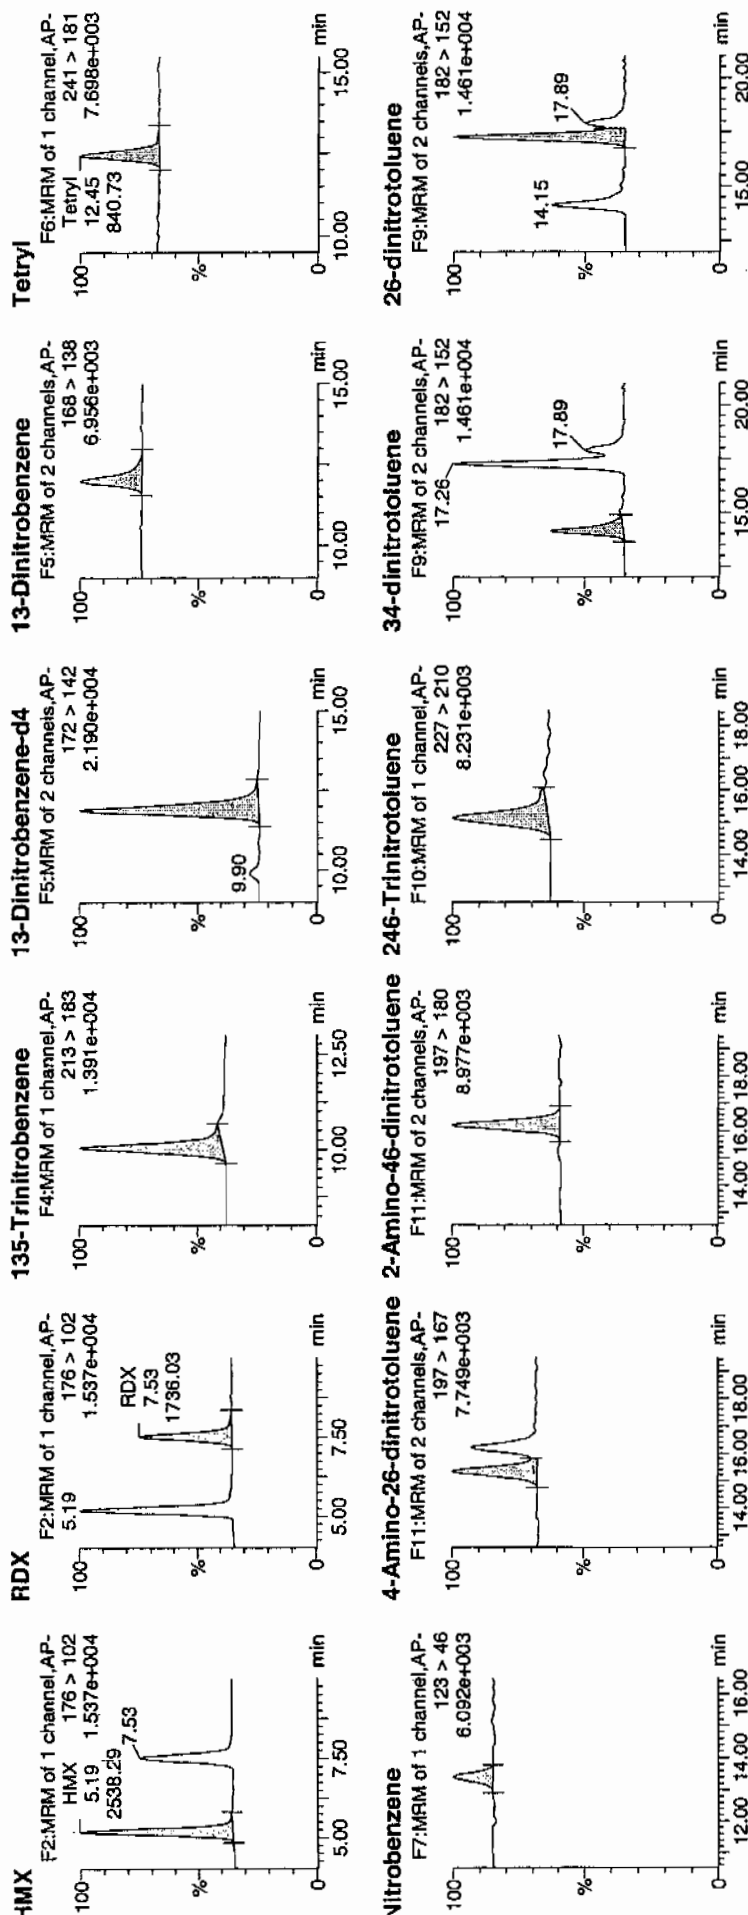 HMX
F2:MRM of 1 channel,AP-
HMX
176 > 102
5.19
1.537e+004
2538.29
7.53
100
%
0
5.00
7.50
min
RDX
F2:MRM of 1 channel,AP-
5.19
176 > 102
1.537e+004
RDX
7.53
1736.03
100
%
0
5.00
7.50
min
135-Trinitrobenzene
F4:MRM of 1 channel,AP-
213 > 183
1.391e+004
100
%
0
10.00
12.50
min
13-Dinitrobenzene-d4
F5:MRM of 2 channels,AP-
172 > 142
2.190e+004
9.90
100
%
0
10.00
15.00
min
13-Dinitrobenzene
F5:MRM of 2 channels,AP-
168 > 138
6.956e+003
100
%
0
10.00
15.00
min
Tetryl
F6:MRM of 1 channel,AP-
Tetryl
241 > 181
12.45
7.698e+003
840.73
100
%
0
10.00
15.00
min
Nitrobenzene
F7:MRM of 1 channel,AP-
123 > 46
6.092e+003
100
%
0
12.00
14.00
16.00
min
4-Amino-26-dinitrotoluene
F11:MRM of 2 channels,AP-
197 > 167
7.749e+003
100
%
0
14.00
16.00
18.00
min
2-Amino-46-dinitrotoluene
F11:MRM of 2 channels,AP-
197 > 180
8.977e+003
100
%
0
14.00
16.00
18.00
min
246-Trinitrotoluene
F10:MRM of 1 channel,AP-
227 > 210
8.231e+003
100
%
0
14.00
16.00
18.00
min
34-dinitrotoluene
F9:MRM of 2 channels,AP-
17.26
182 > 152
1.461e+004
17.89
100
%
0
15.00
20.00
min
26-dinitrotoluene
F9:MRM of 2 channels,AP-
182 > 152
1.461e+004
14.15
17.89
100
%
0
15.00
20.00
min